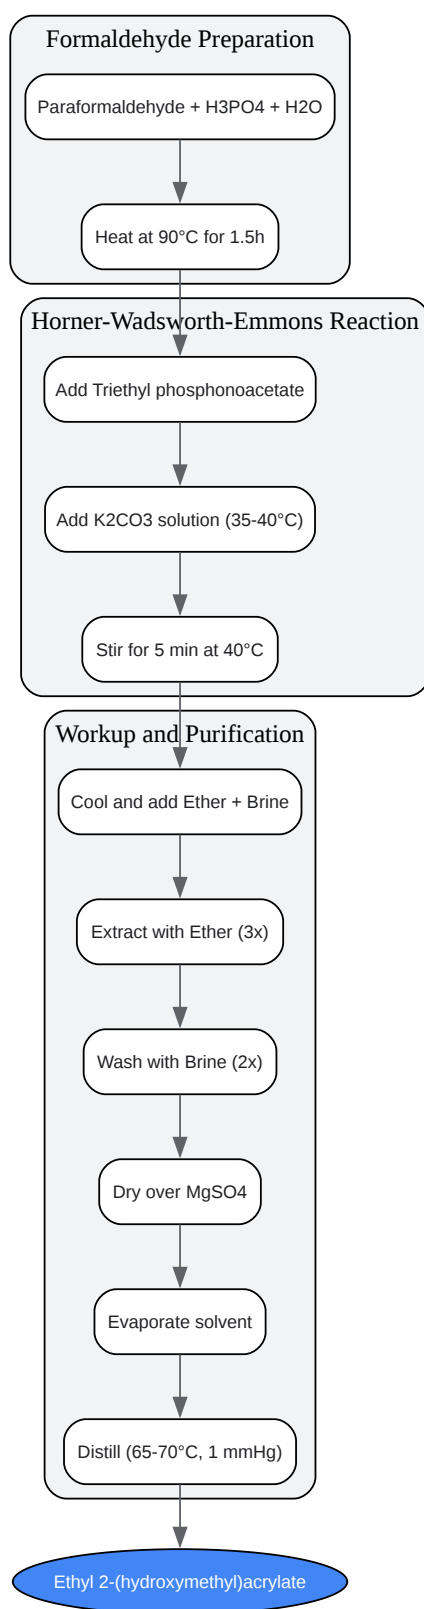 Formaldehyde Preparation
Paraformaldehyde + H3PO4 + H2O
Heat at 90°C for 1.5h
Horner-Wadsworth-Emmons Reaction
Add Triethyl phosphonoacetate
Add K2CO3 solution (35-40°C)
Stir for 5 min at 40°C
Workup and Purification
Cool and add Ether + Brine
Extract with Ether (3x)
Wash with Brine (2x)
Dry over MgSO4
Evaporate solvent
Distill (65-70°C, 1 mmHg)
Ethyl 2-(hydroxymethyl)acrylate